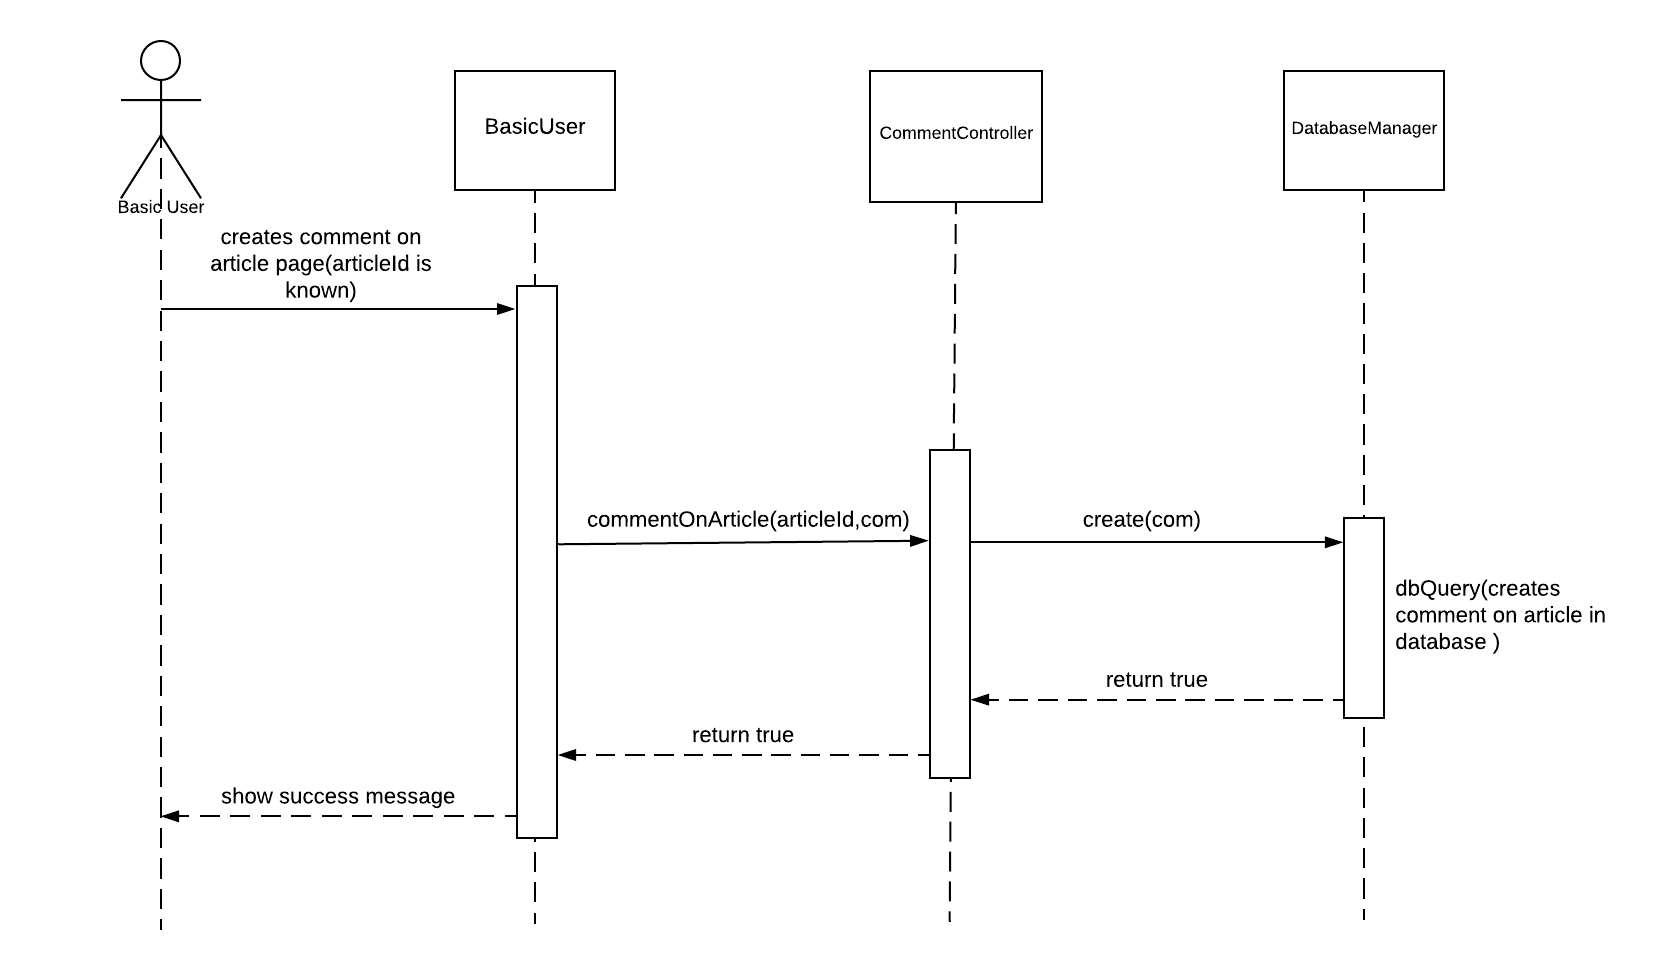 BasicUser
CommentController
DatabaseManager
Basic User
creates comment on
article page(articleId is
known)
commentOnArticle(articleId,com)
create(com)
dbQuery(creates
comment on article in
database )
return true
return true
show success message